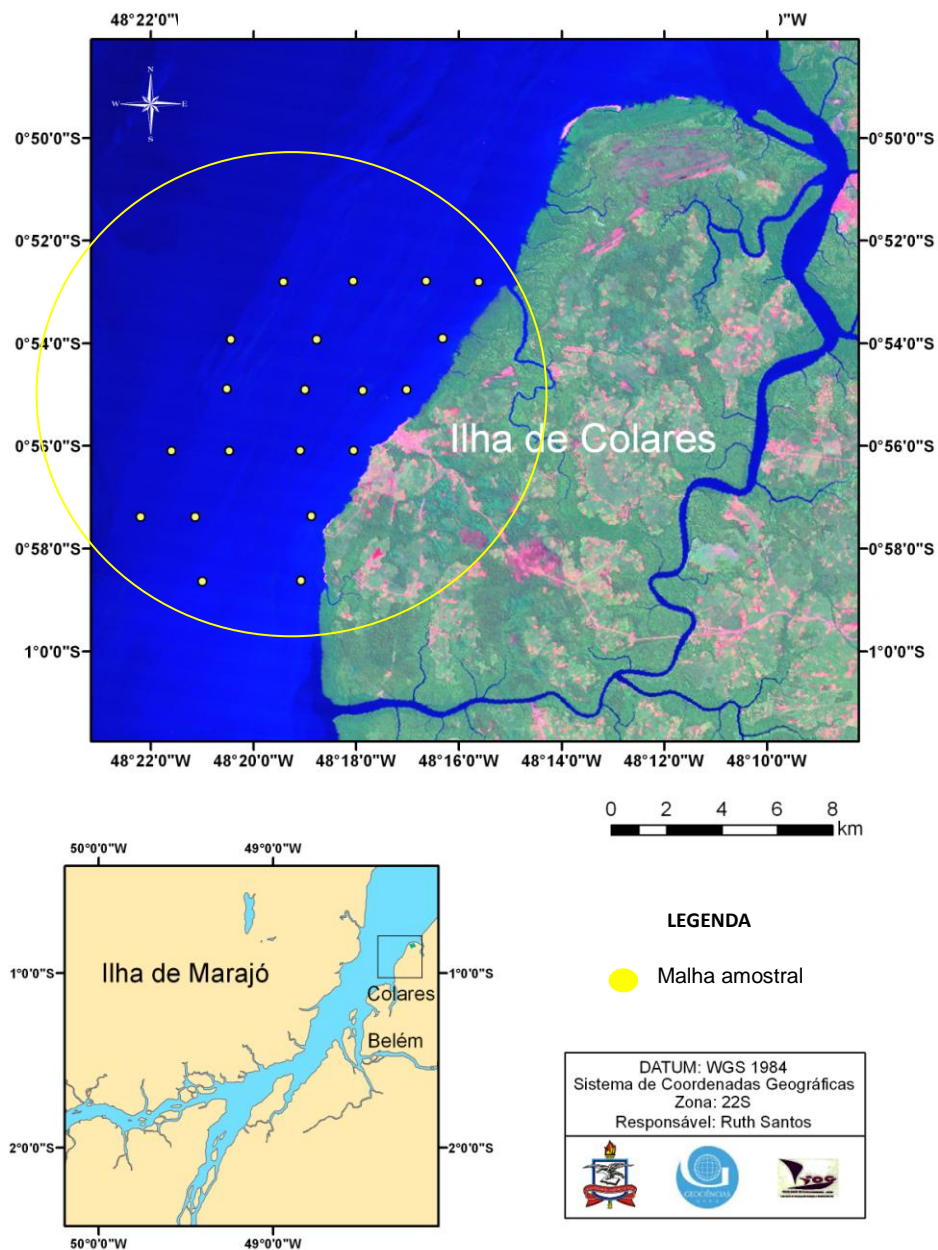 48°22'0"W
0"W
N
W E
S
0°50'0"S 0°50'0"S
0°52'0"S 0°52'0"S
0°54'0"S 0°54'0"S
0°56'0"S 0°56'0"S
0°58'0"S 0°58'0"S
1°0'0"S 1°0'0"S
Ilha de Colares
48°22'0"W 48°20'0"W 48°18'0"W 48°16'0"W 48°14'0"W 48°12'0"W 48°10'0"W
0 2 4 6 8
km
50°0'0"W 49°0'0"W
Ilha de Marajó
1°0'0"S 1°0'0"S
Colares
Belém
2°0'0"S 2°0'0"S
50°0'0"W 49°0'0"W
LEGENDA
Malha amostral
DATUM: WGS 1984
Sistema de Coordenadas Geográficas
Zona: 22S
Responsável: Ruth Santos
GEOCIÊNCIAS